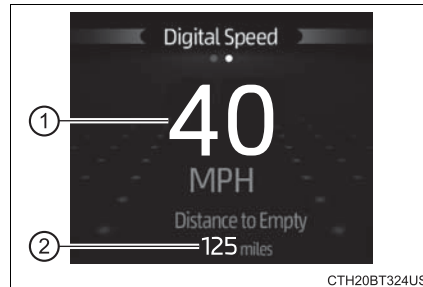 Digital Speed
1 40
MPH
Distance to Empty
2 125 miles
CTH20BT324US